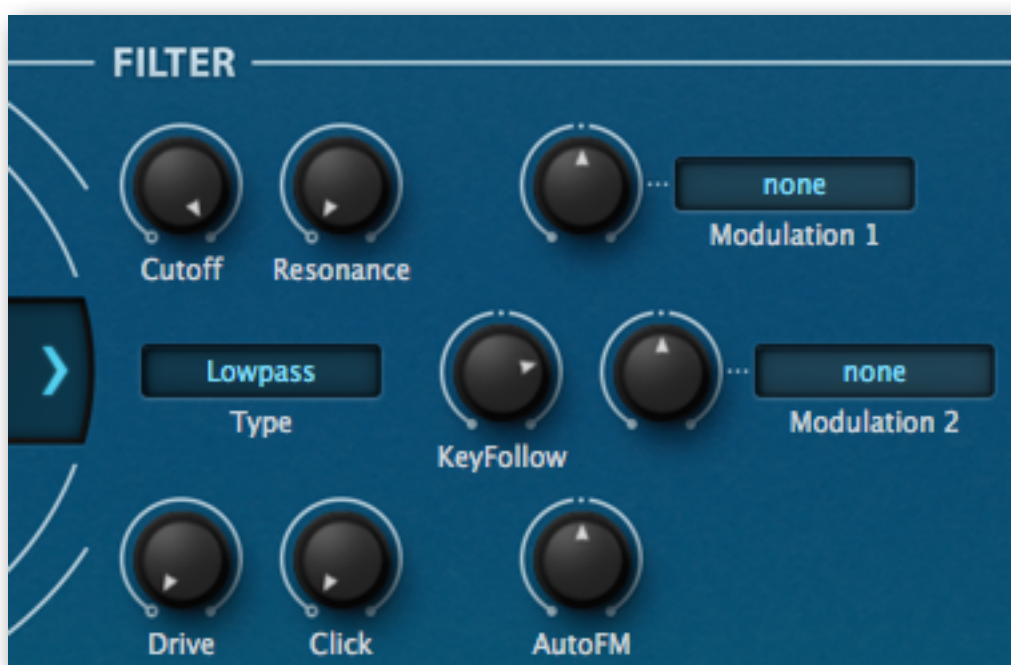 FILTER
Cutoff
Resonance
none
Modulation 1
Lowpass
Type
KeyFollow
none
Modulation 2
Drive
Click
AutoFM